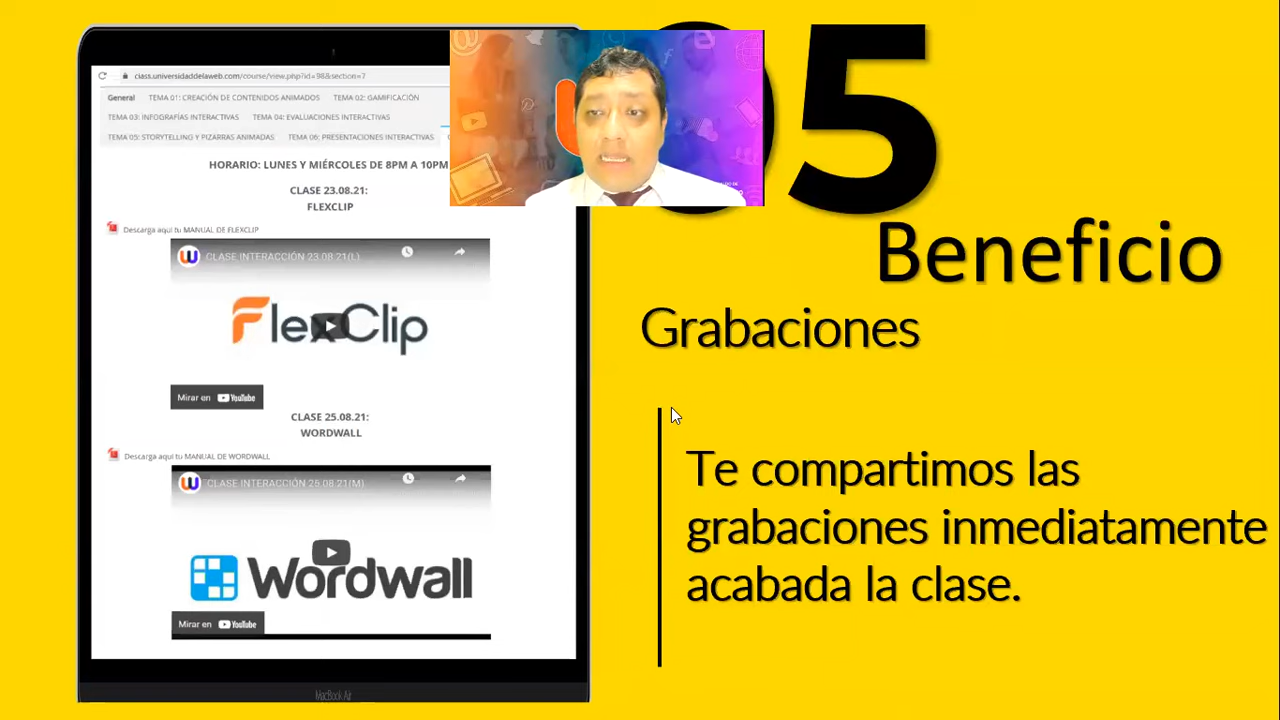 class.universidaddelaweb.com/course/view.php?id=98&section=7
General TEMA 01: CREACIÓN DE CONTENIDOS ANIMADOS TEMA 02: GAMIFICACIÓN
TEMA 03: INFOGRAFÍAS INTERACTIVAS TEMA 04: EVALUACIONES INTERACTIVAS
TEMA 05: STORYTELLING Y PIZARRAS ANIMADAS TEMA 06: PRESENTACIONES INTERACTIVAS
HORARIO: LUNES Y MIÉRCOLES DE 8PM A 10PM
CLASE 23.08.21:
FLEXCLIP
Descarga aquí tu MANUAL DE FLEXCLIP
CLASE INTERACCIÓN 23.08.21(L)
FlexClip
Mirar en YouTube
CLASE 25.08.21:
WORDWALL
Descarga aquí tu MANUAL DE WORDWALL
CLASE INTERACCIÓN 25.08.21(M)
Wordwall
Mirar en YouTube
MacBook Air
05
Beneficio
Grabaciones
Te compartimos las
grabaciones inmediatamente
acabada la clase.